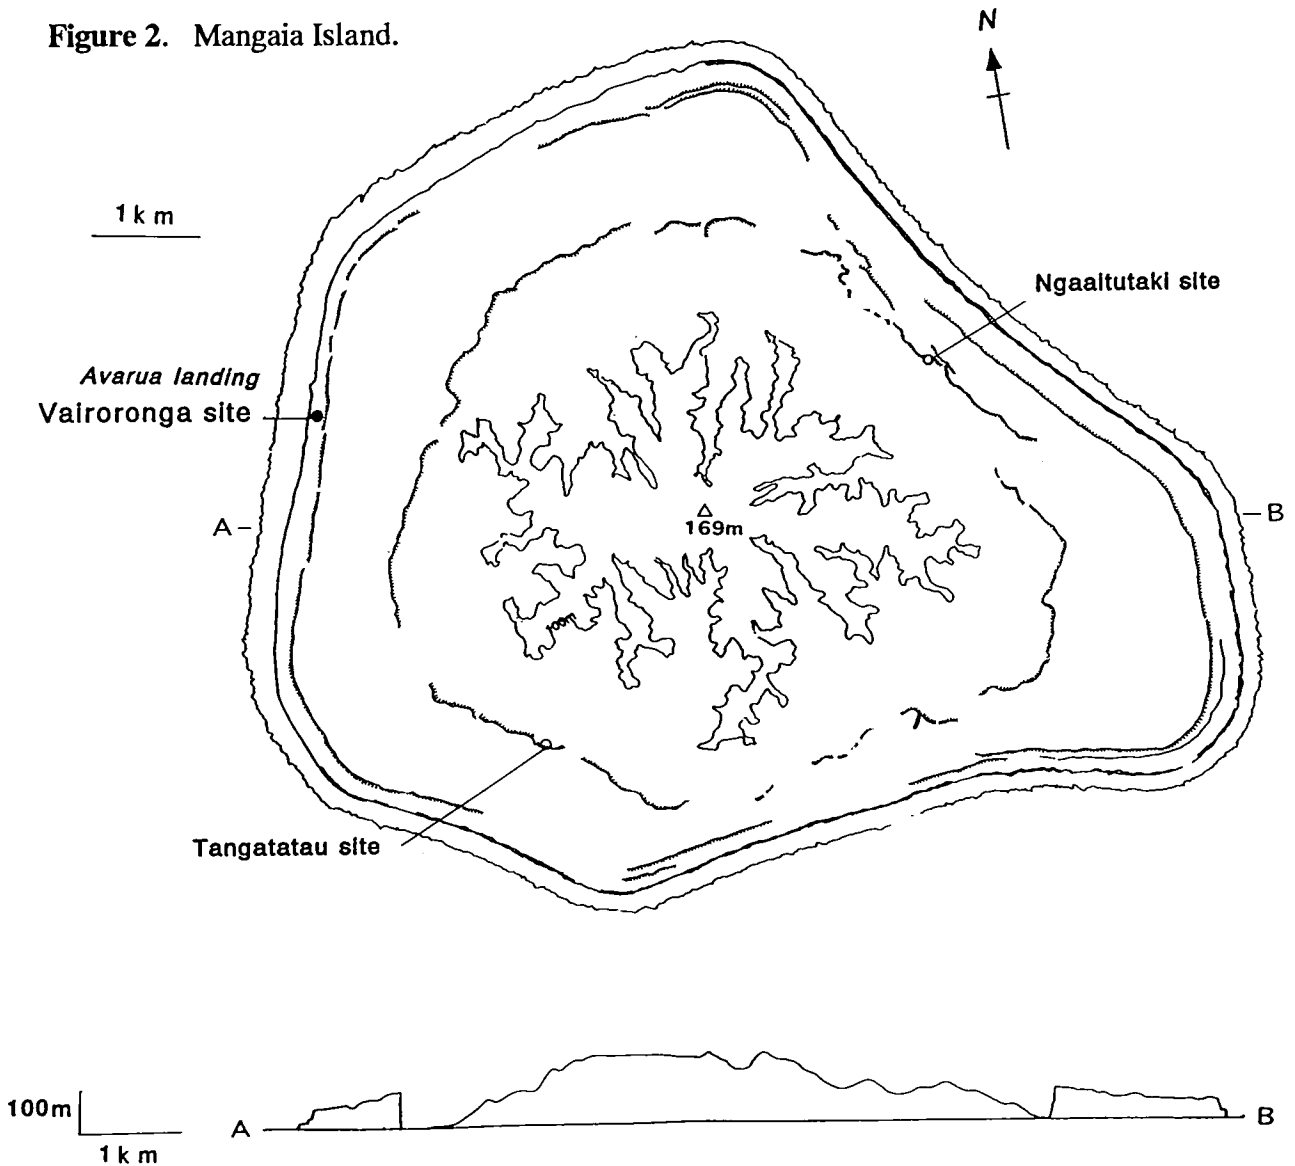 Figure 2. Mangaia Island.
N
1 km
Ngaaitutaki site
Avarua landing
Vairoronga site
A
B
169m
100m
Tangatatau site
100m
A
B
1 km